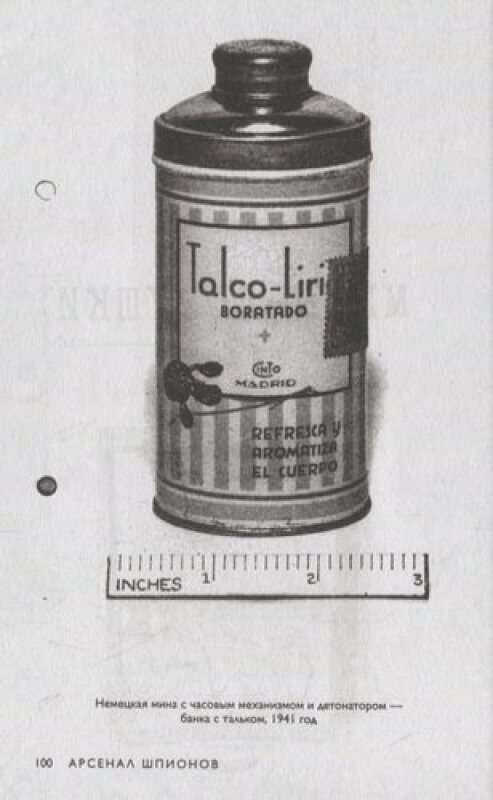 Talco-Liri
BORATADO
CINTO
MADRID
REFRESCA Y
AROMATIZA
EL CUERPO
INCHES 1 2 3
Немецкая мина с часовым механизмом и детонатором —
банка с тальком, 1941 год
100 АРСЕНАЛ ШПИОНОВ